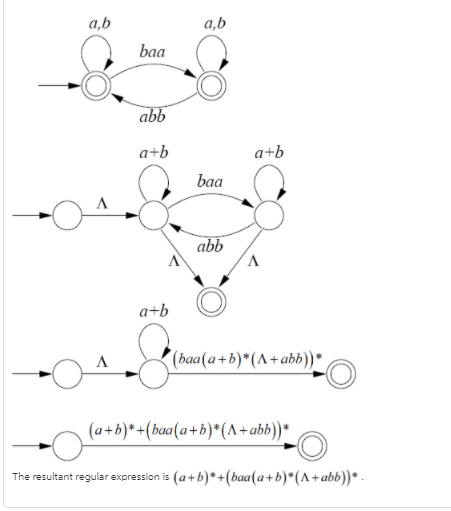 a,b a,b
baa
abb
a+b a+b
Λ baa
abb
Λ Λ
a+b
Λ (baa(a+b)*(Λ+abb))*
(a+b)*+(baa(a+b)*(Λ+abb))*
The resultant regular expression is (a+b)*+(baa(a+b)*(Λ+abb))* .